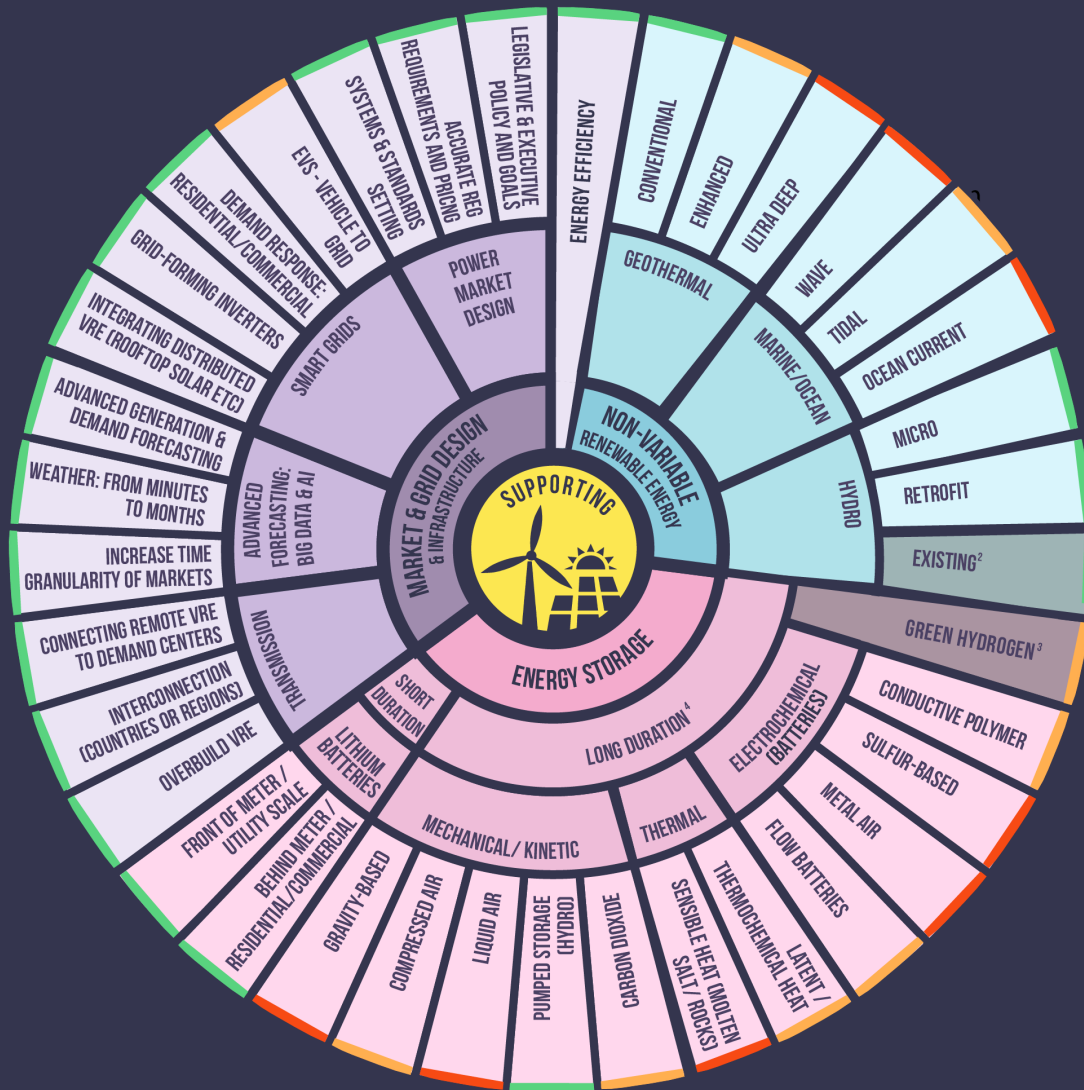 SUPPORTING
ENERGY EFFICIENCY
NON-VARIABLE
RENEWABLE ENERGY
GEOTHERMAL
CONVENTIONAL
ENHANCED
ULTRA DEEP
MARINE/OCEAN
WAVE
TIDAL
OCEAN CURRENT
HYDRO
MICRO
RETROFIT
EXISTING²
ENERGY STORAGE
GREEN HYDROGEN³
LONG DURATION⁴
ELECTROCHEMICAL
(BATTERIES)
CONDUCTIVE POLYMER
SULFUR-BASED
METAL AIR
FLOW BATTERIES
THERMAL
LATENT /
THERMOCHEMICAL HEAT
SENSIBLE HEAT (MOLTEN
SALT/ ROCKS)
MECHANICAL/ KINETIC
CARBON DIOXIDE
PUMPED STORAGE
(HYDRO)
LIQUID AIR
COMPRESSED AIR
GRAVITY-BASED
SHORT
DURATION
LITHIUM
BATTERIES
BEHIND METER /
RESIDENTIAL/COMMERCIAL
FRONT OF METER /
UTILITY SCALE
MARKET & GRID DESIGN
& INFRASTRUCTURE
TRANSMISSION
OVERBUILD VRE
INTERCONNECTION
(COUNTRIES OR REGIONS)
CONNECTING REMOTE VRE
TO DEMAND CENTERS
ADVANCED
FORECASTING:
BIG DATA & AI
INCREASE TIME
GRANULARITY OF MARKETS
WEATHER: FROM MINUTES
TO MONTHS
ADVANCED GENERATION &
DEMAND FORECASTING
SMART GRIDS
INTEGRATING DISTRIBUTED
VRE (ROOFTOP SOLAR ETC)
GRID-FORMING INVERTERS
DEMAND RESPONSE:
RESIDENTIAL/COMMERCIAL
EVS - VEHICLE TO
GRID
POWER
MARKET
DESIGN
SYSTEMS & STANDARDS
SETTING
ACCURATE REG
REQUIREMENTS AND PRICNG
LEGISLATIVE & EXECUTIVE
POLICY AND GOALS